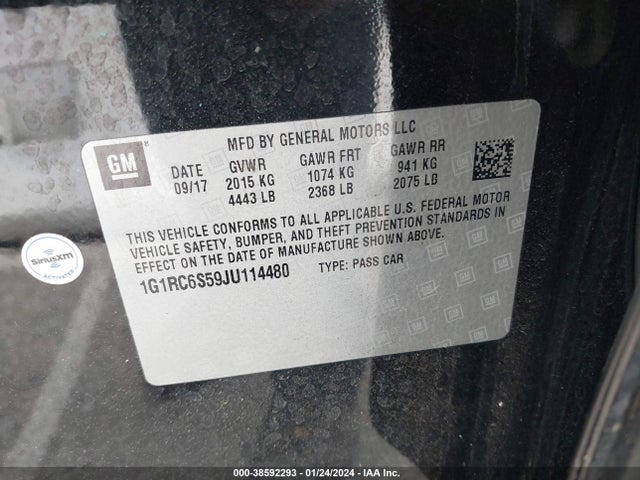 MFD BY GENERAL MOTORS LLC
GM®
DATE GVWR GAWR FRT GAWR RR
09/17 2015 KG 1074 KG 941 KG
4443 LB 2368 LB 2075 LB
THIS VEHICLE CONFORMS TO ALL APPLICABLE U.S. FEDERAL MOTOR
VEHICLE SAFETY, BUMPER, AND THEFT PREVENTION STANDARDS IN
EFFECT ON THE DATE OF MANUFACTURE SHOWN ABOVE.
1G1RC6S59JU114480 TYPE: PASS CAR
SiriusXM
000-38592293 - 01/24/2024 - IAA Inc.